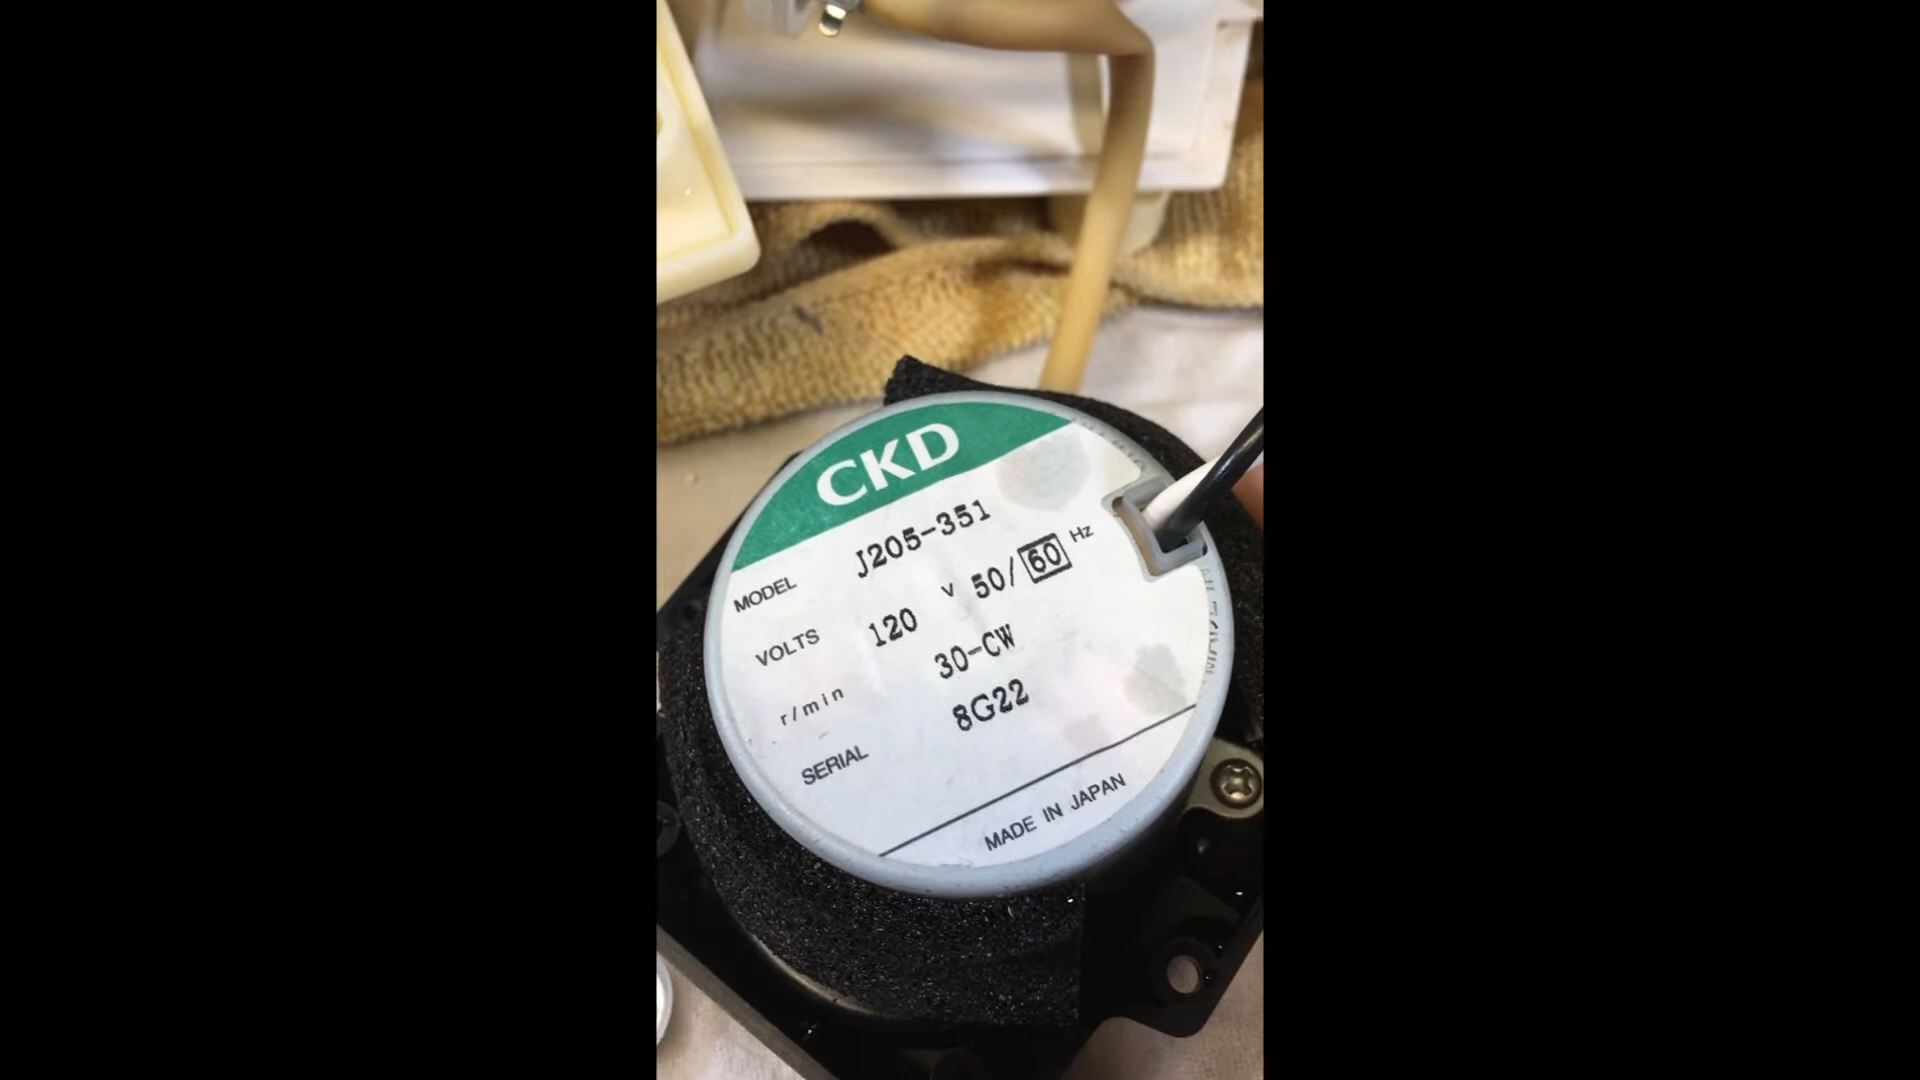 CKD
MODEL J205-351
VOLTS 120 V 50/60 Hz
r/min 30-CW
SERIAL 8G22
MADE IN JAPAN